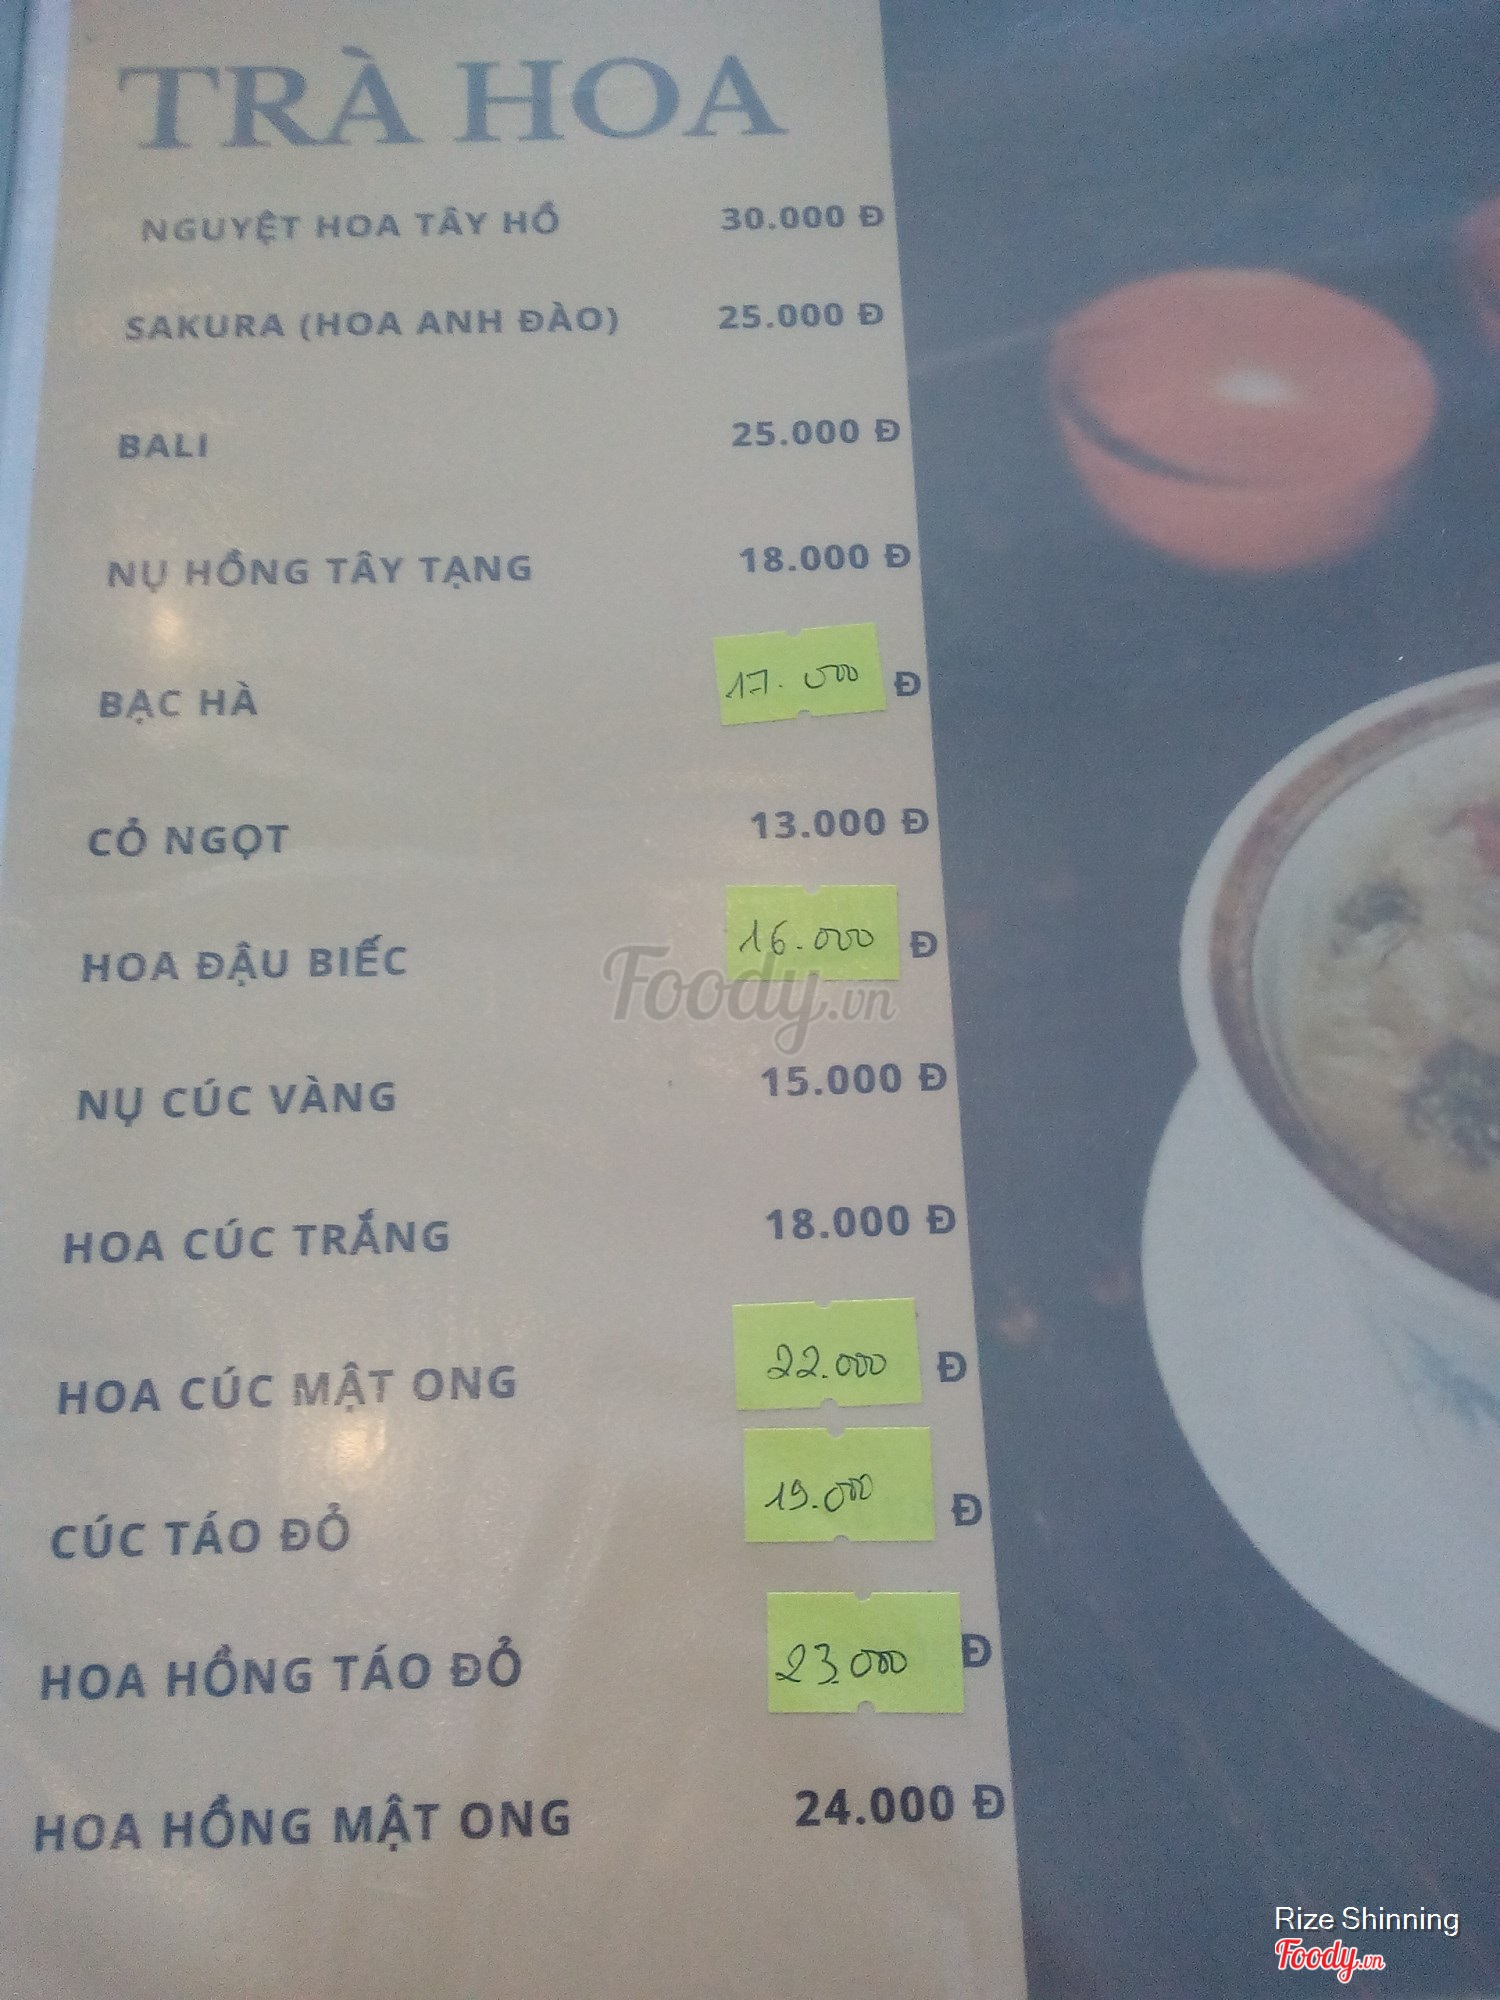 TRÀ HOA
NGUYỆT HOA TÂY HỒ 30.000 Đ
SAKURA (HOA ANH ĐÀO) 25.000 Đ
BALI 25.000 Đ
NỤ HỒNG TÂY TẠNG 18.000 Đ
BẠC HÀ 17.000 Đ
CỎ NGỌT 13.000 Đ
HOA ĐẬU BIẾC 16.000 Đ
Foody.vn
NỤ CÚC VÀNG 15.000 Đ
HOA CÚC TRẮNG 18.000 Đ
HOA CÚC MẬT ONG 22.000 Đ
CÚC TÁO ĐỎ 19.000 Đ
HOA HỒNG TÁO ĐỎ 23.000 Đ
HOA HỒNG MẬT ONG 24.000 Đ
Rize Shinning
Foody.vn